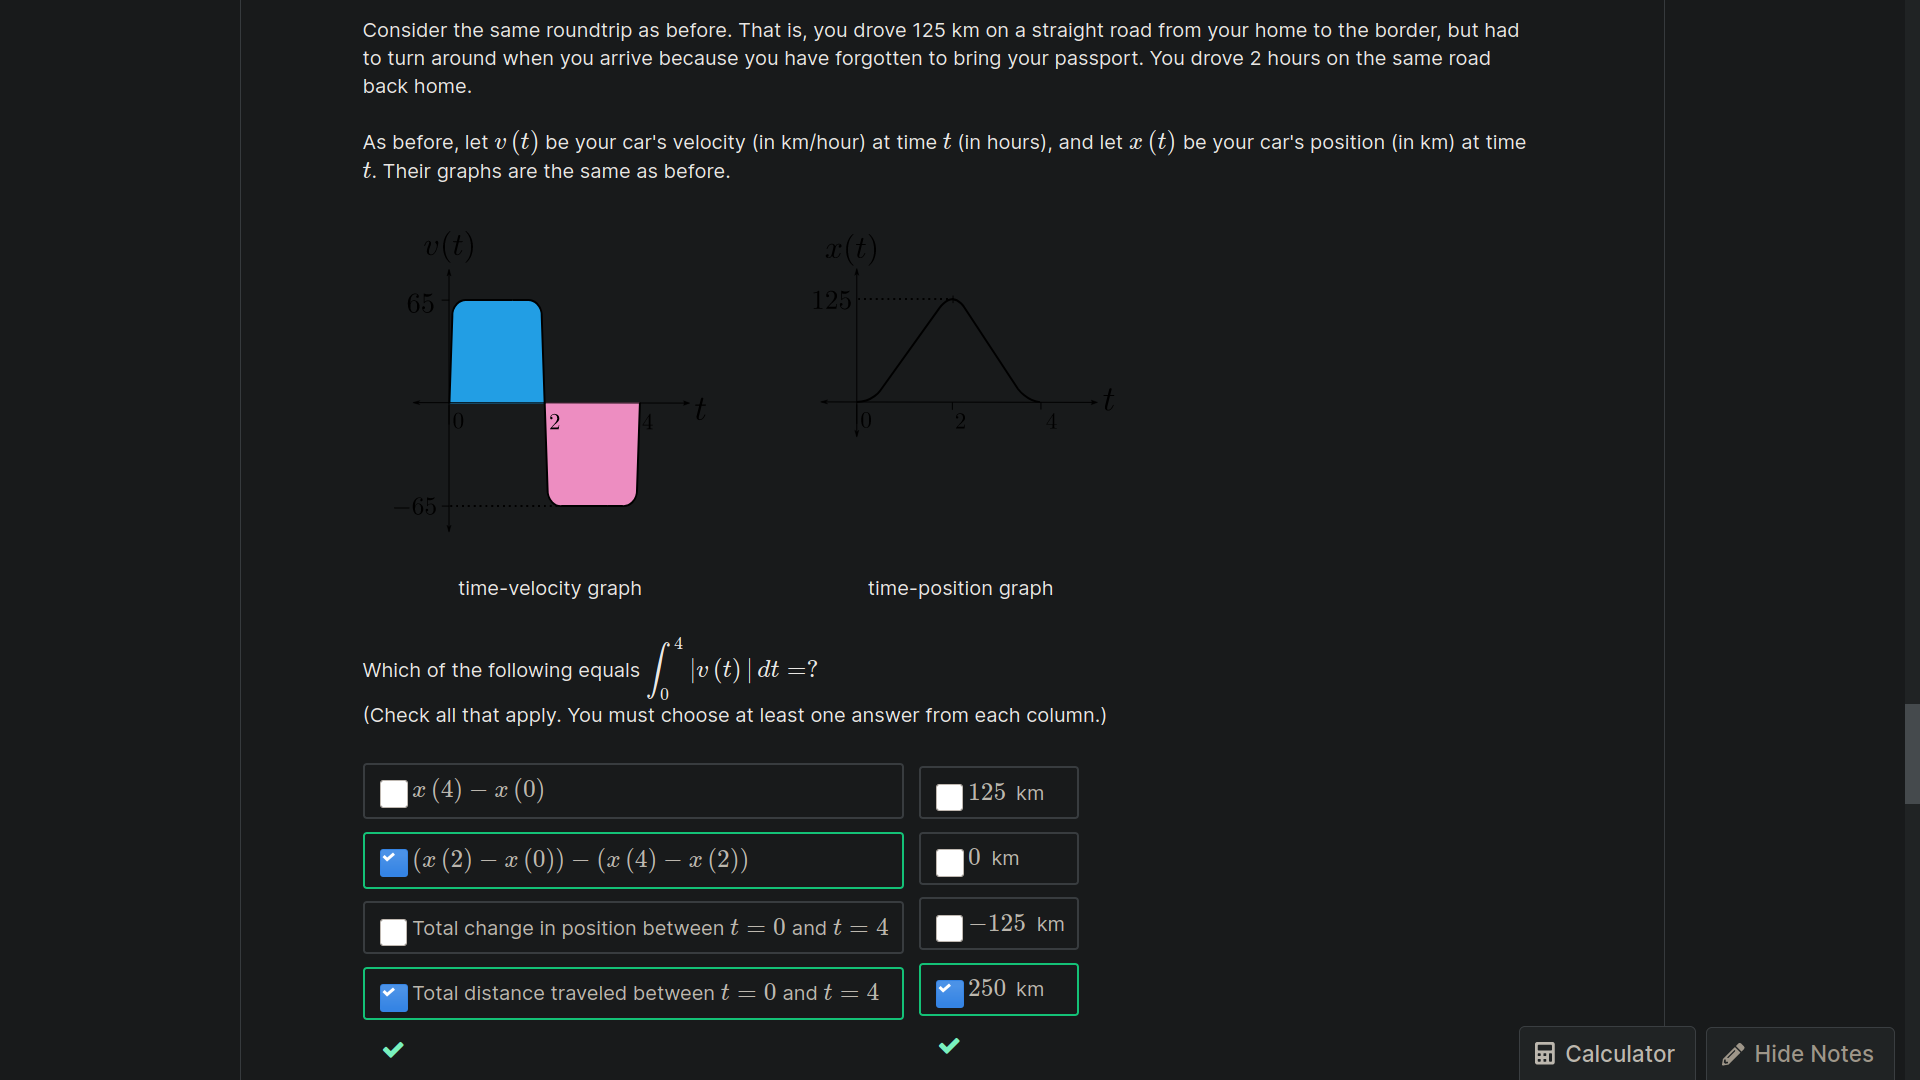 Consider the same roundtrip as before. That is, you drove 125 km on a straight road from your home to the border, but had
to turn around when you arrive because you have forgotten to bring your passport. You drove 2 hours on the same road
back home.
As before, let v (t) be your car's velocity (in km/hour) at time t (in hours), and let x (t) be your car's position (in km) at time
t. Their graphs are the same as before.
v(t)
65
0
2
4
t
−65
x(t)
125
0
2
4
t
time-velocity graph
time-position graph
Which of the following equals ∫₀⁴ |v (t) | dt =?
(Check all that apply. You must choose at least one answer from each column.)
x (4) − x (0)
125 km
(x (2) − x (0)) − (x (4) − x (2))
0 km
Total change in position between t = 0 and t = 4
−125 km
Total distance traveled between t = 0 and t = 4
250 km
Calculator
Hide Notes